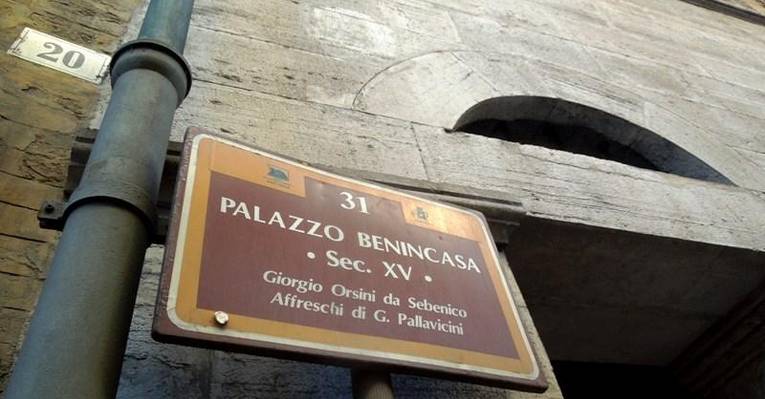 20
31
PALAZZO BENINCASA
• Sec. XV •
Giorgio Orsini da Sebenico
Affreschi di G. Pallavicini